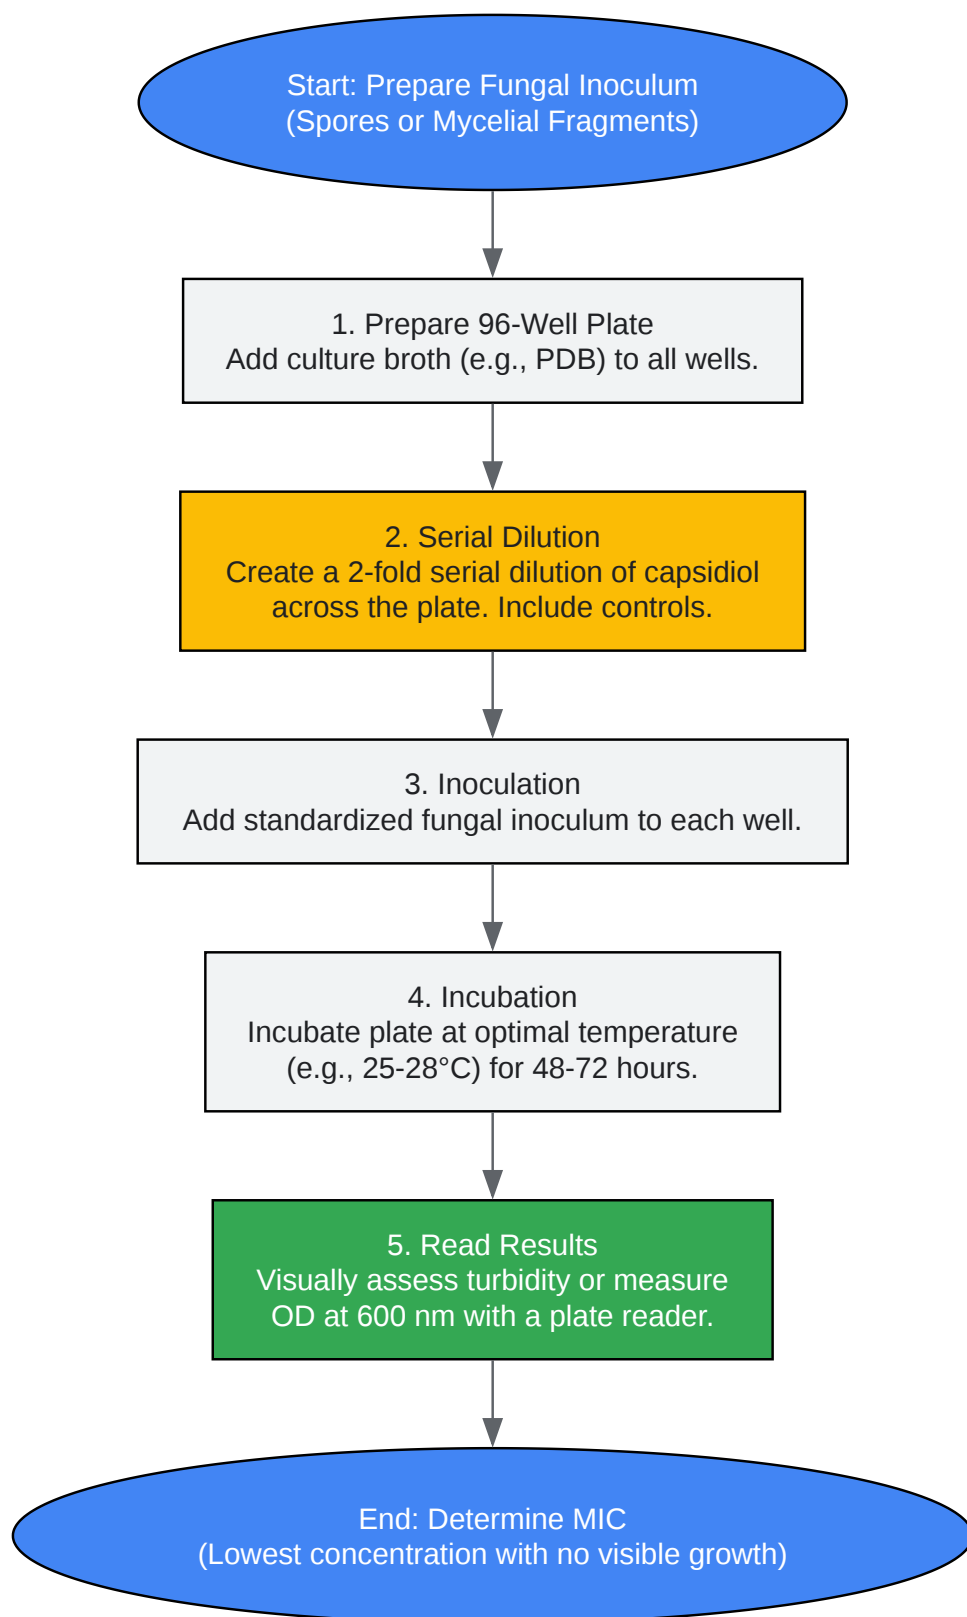 Start: Prepare Fungal Inoculum
(Spores or Mycelial Fragments)
1. Prepare 96-Well Plate
Add culture broth (e.g., PDB) to all wells.
2. Serial Dilution
Create a 2-fold serial dilution of capsidiol
across the plate. Include controls.
3. Inoculation
Add standardized fungal inoculum to each well.
4. Incubation
Incubate plate at optimal temperature
(e.g., 25-28°C) for 48-72 hours.
5. Read Results
Visually assess turbidity or measure
OD at 600 nm with a plate reader.
End: Determine MIC
(Lowest concentration with no visible growth)